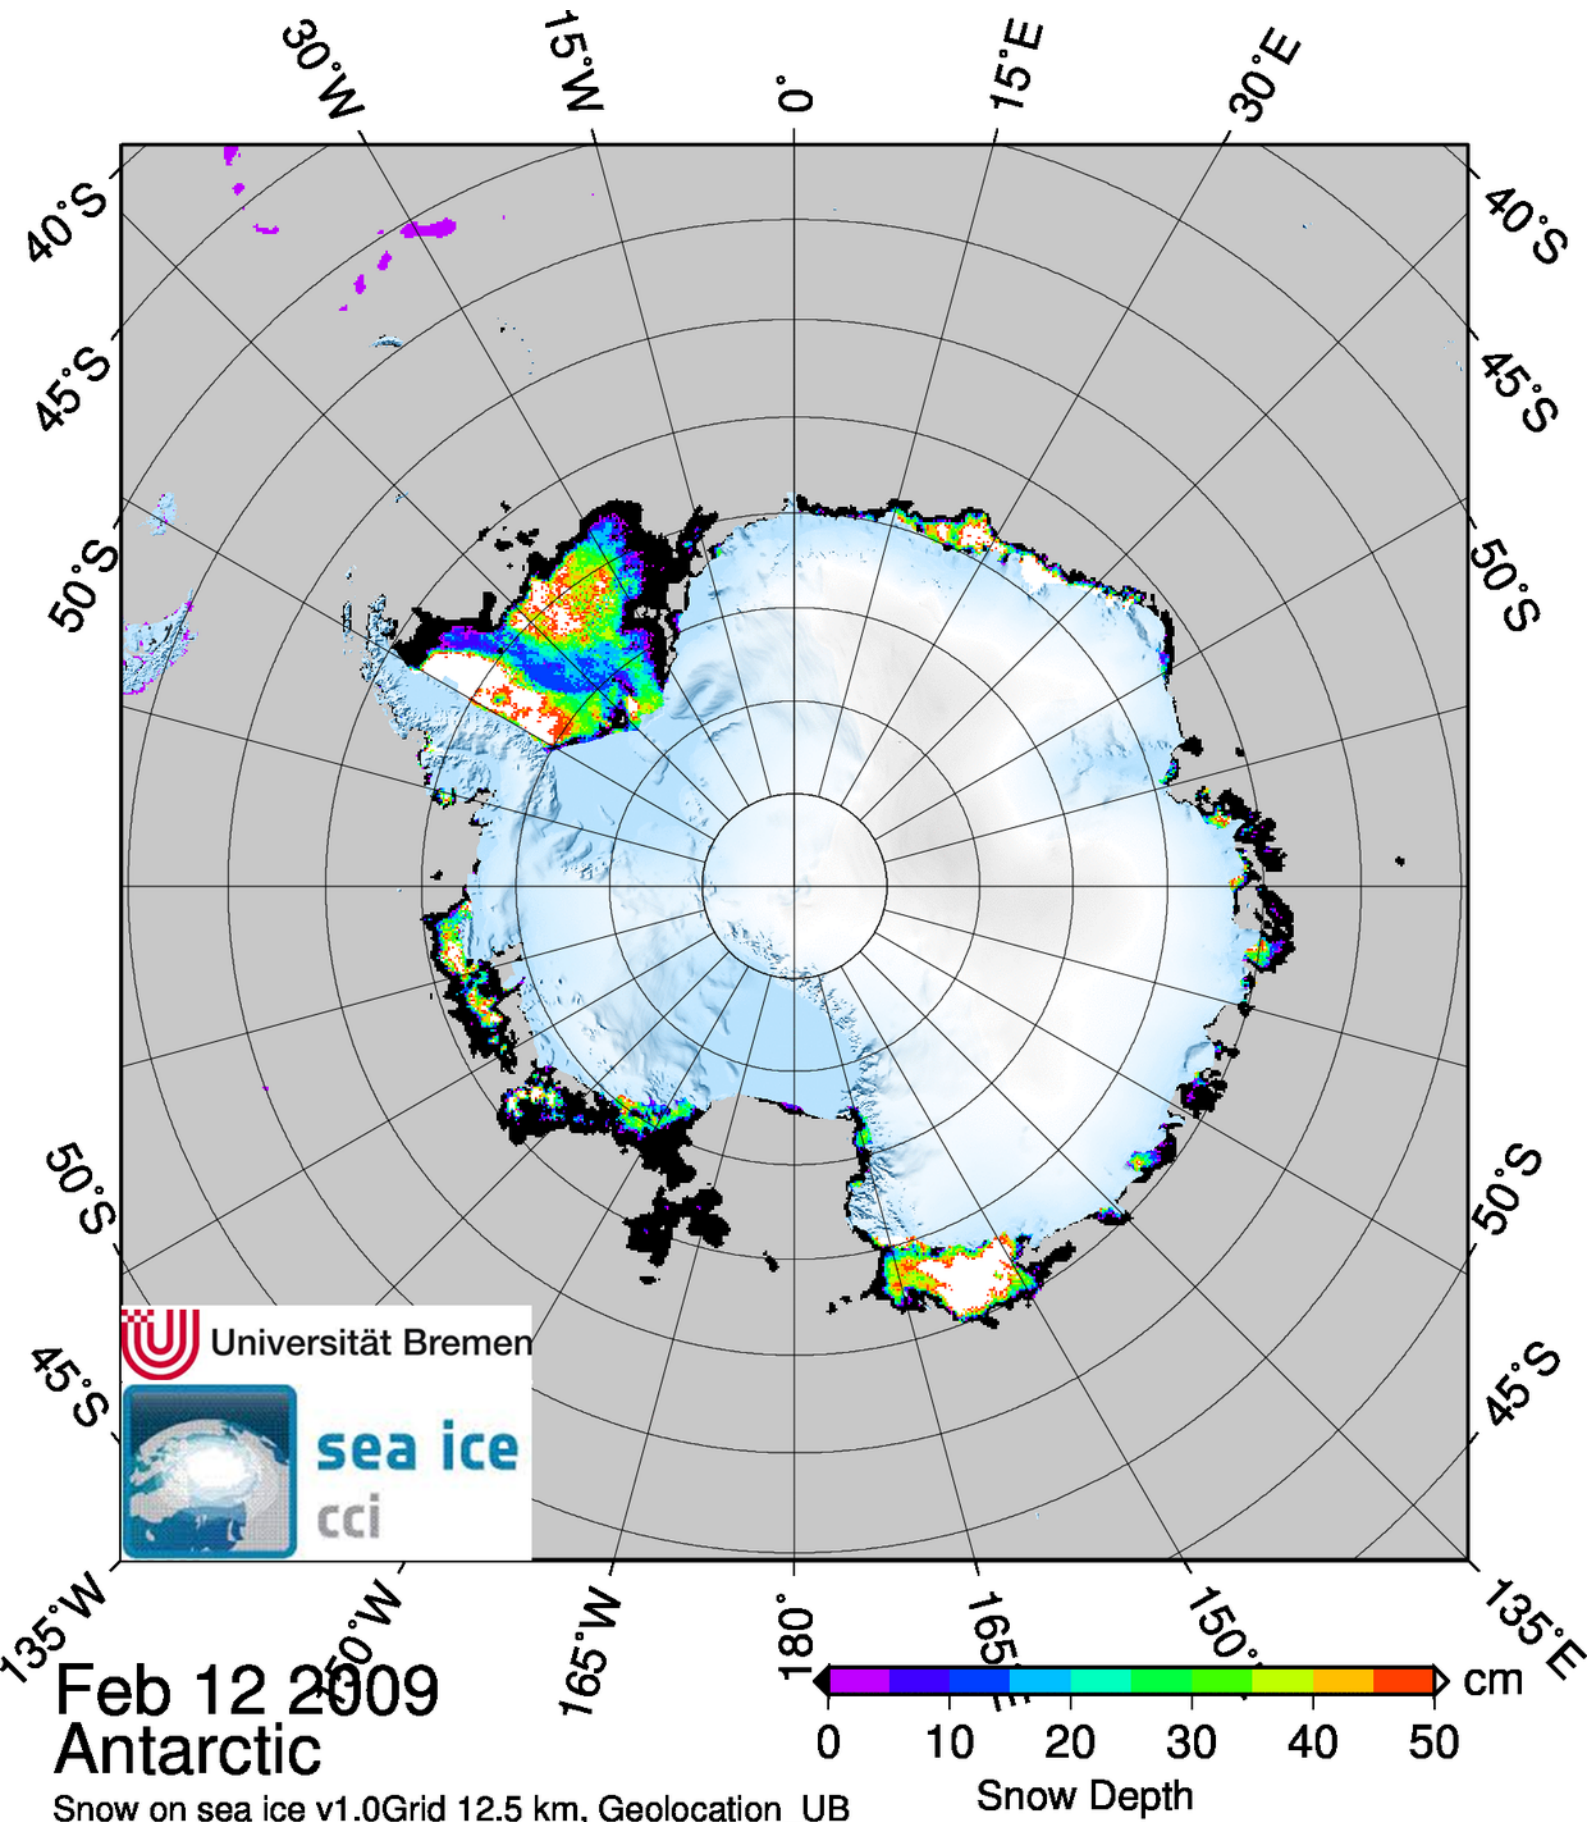 30°W 15°W 0° 15°E 30°E
40°S 40°S
45°S 45°S
50°S 50°S
50°S 50°S
45°S 45°S
Universität Bremen
sea ice
cci
135°W 165°W 180° 135°E
Feb 12 2009
Antarctic
Snow on sea ice v1.0Grid 12.5 km, Geolocation UB
cm
0 10 20 30 40 50
Snow Depth